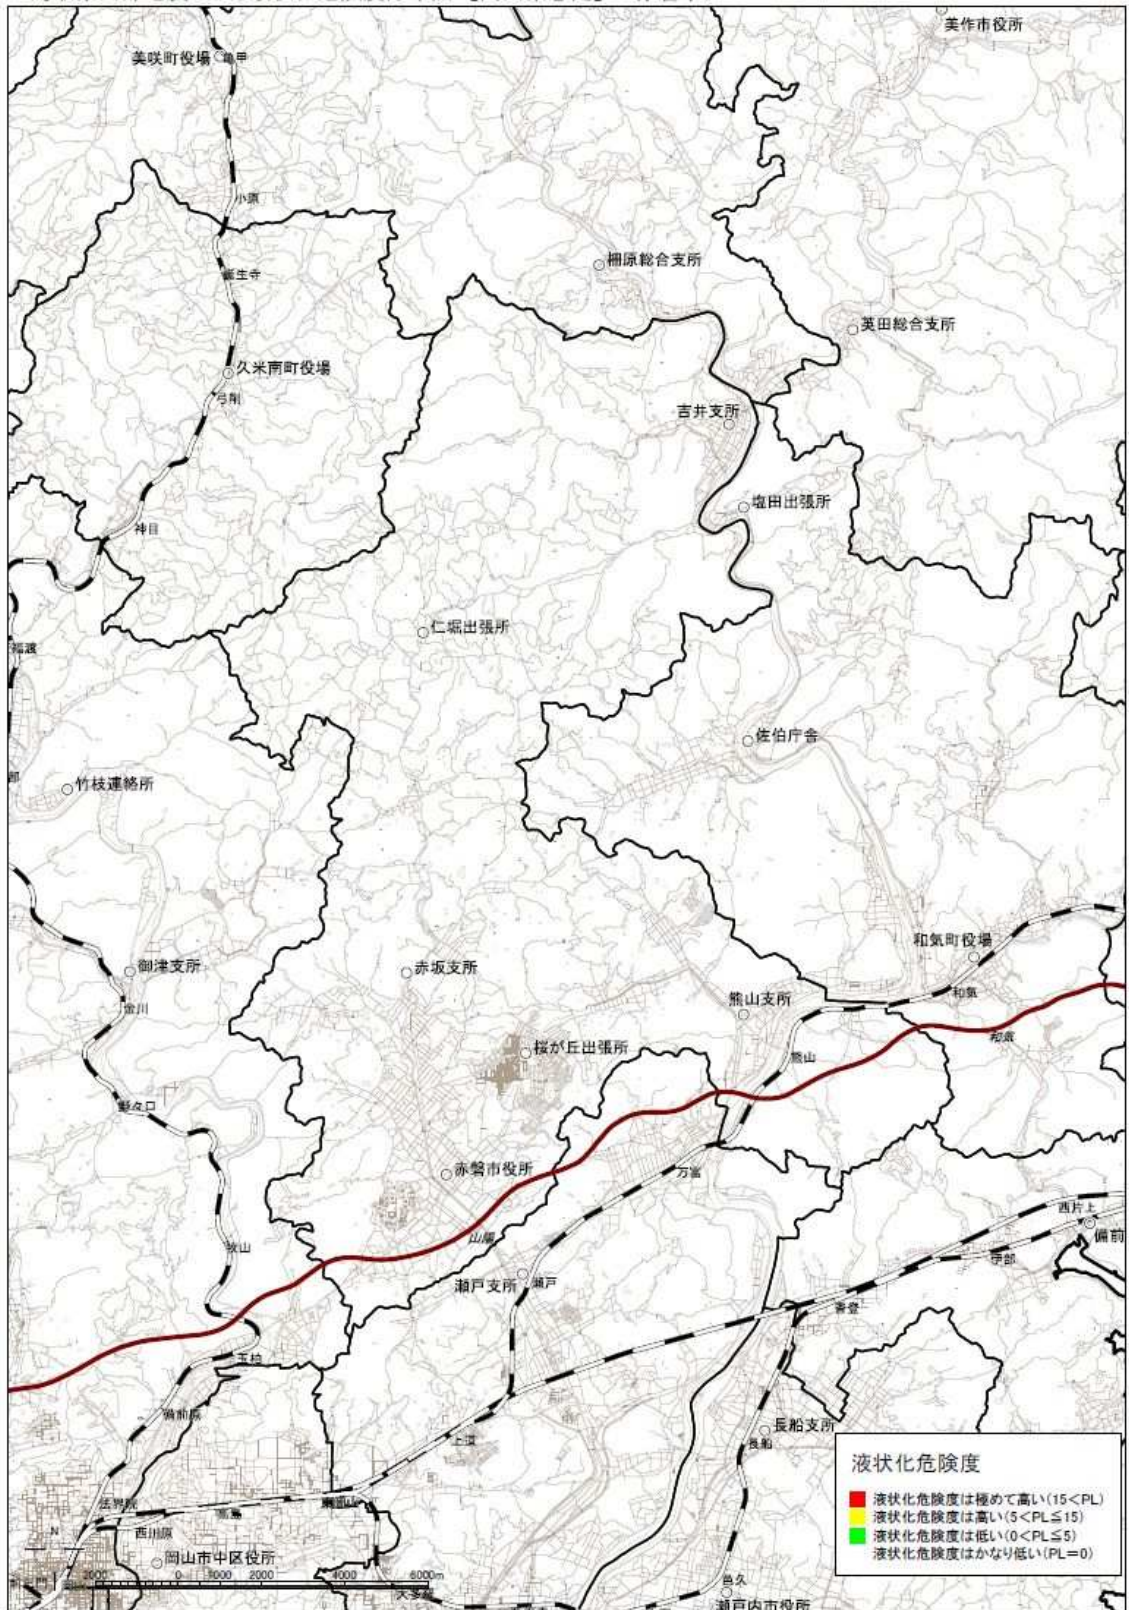 美作市役所
美咲町役場
亀甲
小原
柵原総合支所
誕生寺
英田総合支所
久米南町役場
弓削
吉井支所
塩田出張所
神目
仁堀出張所
福渡
佐伯庁舎
竹枝連絡所
和気町役場
御津支所
赤坂支所
和気
熊山支所
金川
和気
桜が丘出張所
熊山
野々口
赤磐市役所
万富
西片上
備前
山陽
牧山
伊部
瀬戸支所
瀬戸
香登
玉柏
備前原
長船支所
上道
長船
液状化危険度
液状化危険度は極めて高い(15<PL)
液状化危険度は高い(5<PL≦15)
液状化危険度は低い(0<PL≦5)
液状化危険度はかなり低い(PL=0)
法界院
高島
東岡山
西川原
N
岡山市中区役所
2000 0 1000 2000 4000 6000m
大多羅
邑久
瀬戸内市役所